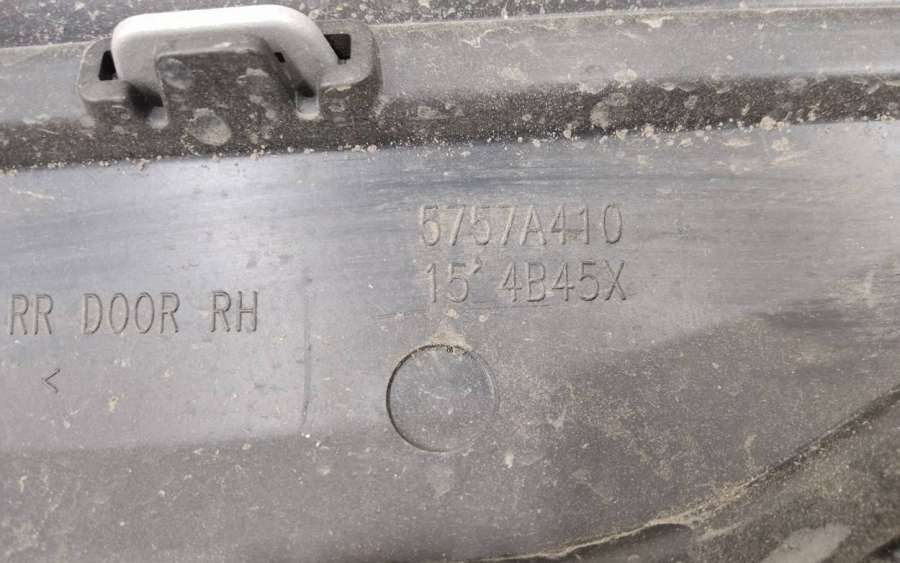 5757A410
15' 4B45X
RR DOOR RH
<